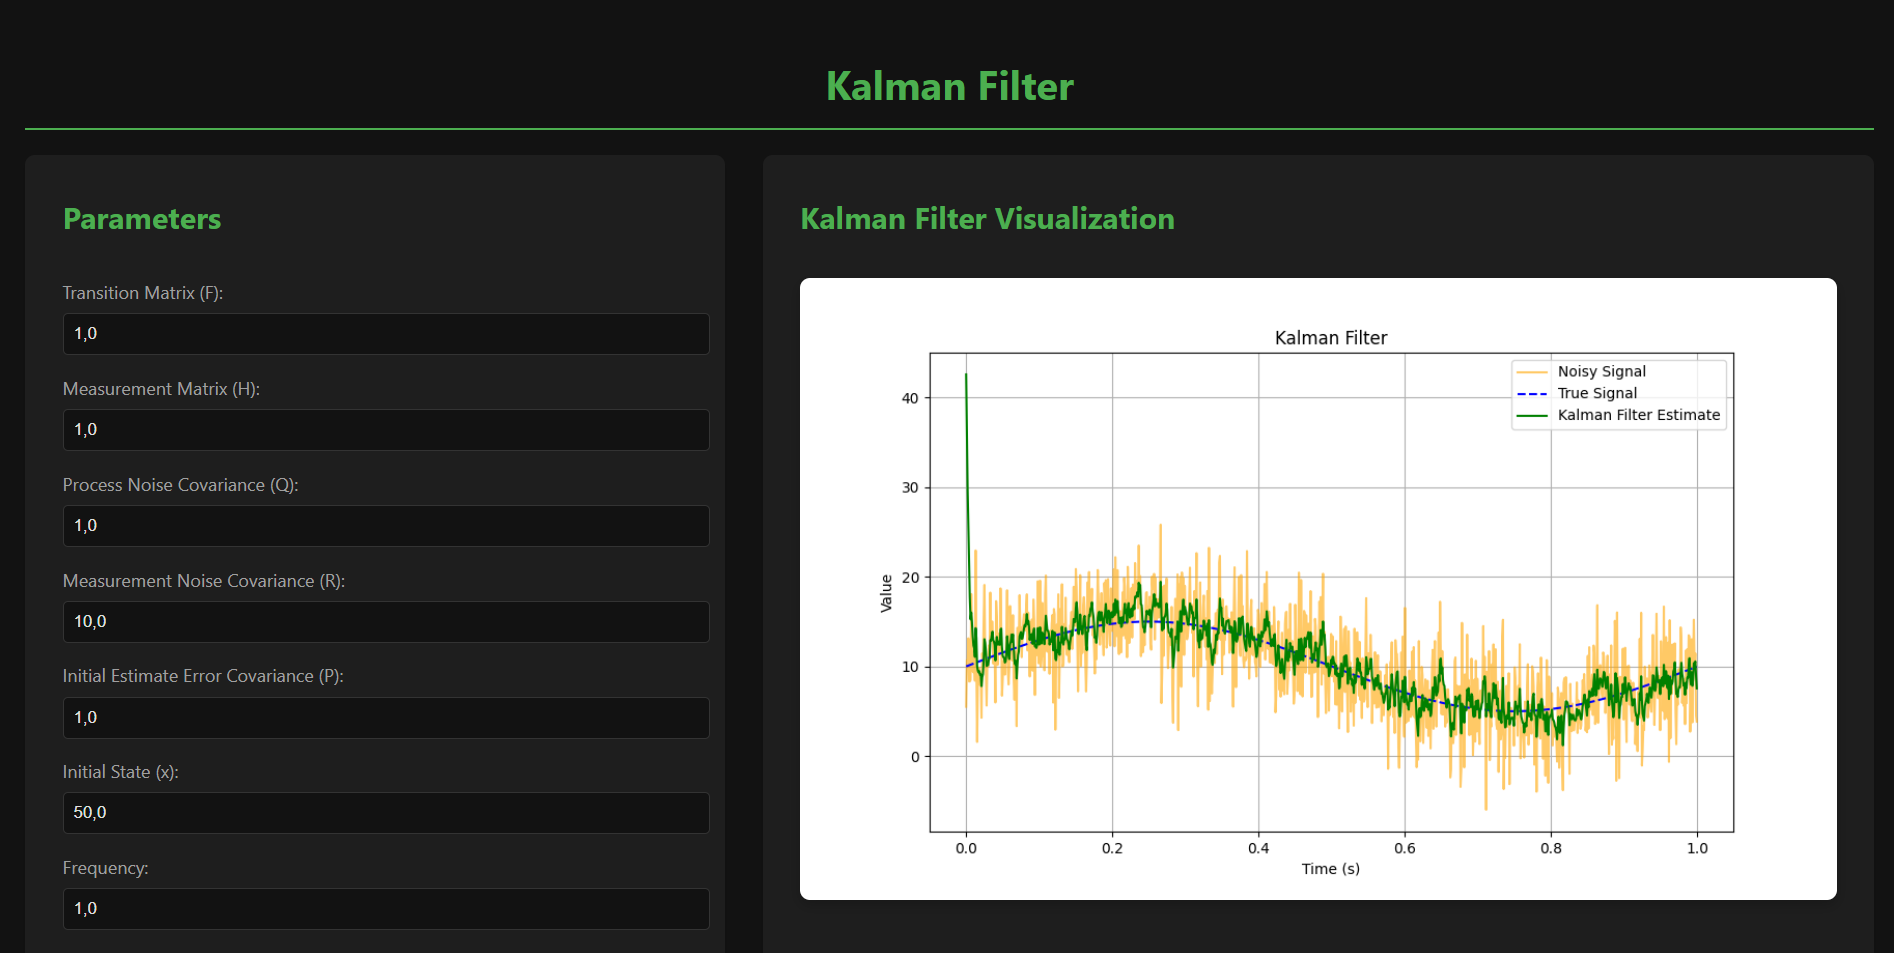 Kalman Filter
Parameters
Transition Matrix (F):
1,0
Measurement Matrix (H):
1,0
Process Noise Covariance (Q):
1,0
Measurement Noise Covariance (R):
10,0
Initial Estimate Error Covariance (P):
1,0
Initial State (x):
50,0
Frequency:
1,0
Kalman Filter Visualization
Kalman Filter
Noisy Signal
True Signal
Kalman Filter Estimate
40
30
20
10
0
Value
0.0 0.2 0.4 0.6 0.8 1.0
Time (s)